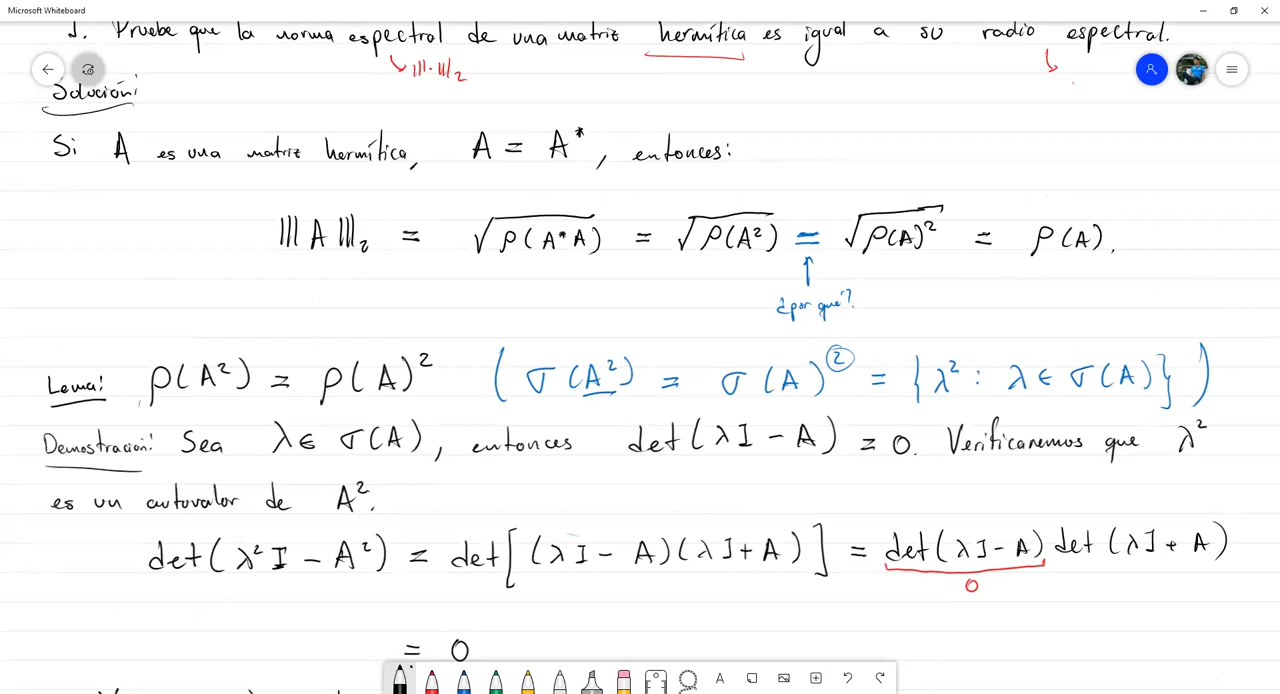 Microsoft Whiteboard
1. Pruebe que la norma espectral de una matriz hermítica es igual a su radio espectral.
|||·|||₂
Solución:
Si A es una matriz hermítica, A = A*, entonces:
|||A|||₂ = √ρ(A*A) = √ρ(A²) = √ρ(A)² = ρ(A).
¿por qué?
Lema: ρ(A²) = ρ(A)² (σ(A²) = σ(A)² = {λ² : λ ∈ σ(A)})
Demostración: Sea λ ∈ σ(A), entonces det(λI - A) = 0. Verificaremos que λ²
es un autovalor de A².
det(λ²I - A²) = det[(λI - A)(λI + A)] = det(λI - A) det(λI + A)
0
= 0
A